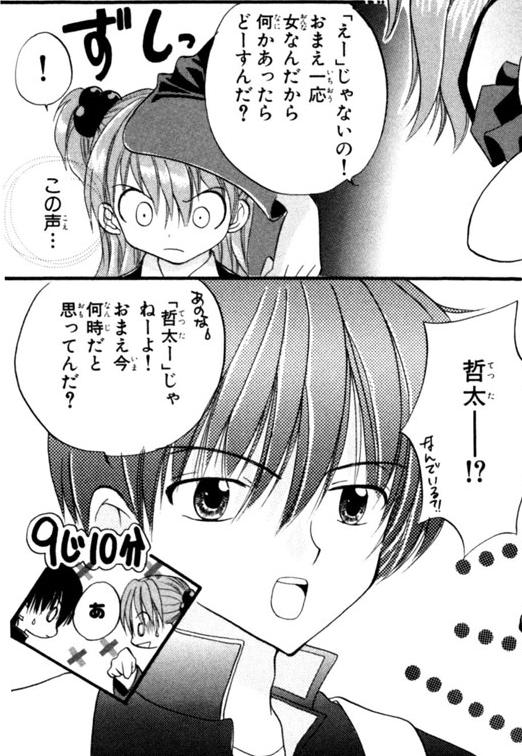 「えー」じゃないの!
おまえ一応
女なんだから
何かあったら
どーすんだ?
ずしっ
!
この声…
哲太ー!?
なんでいる?!
あのな。
「哲太ー」じゃ
ねーよ!
おまえ今
何時だと
思ってんだ?
9じ10分
あ